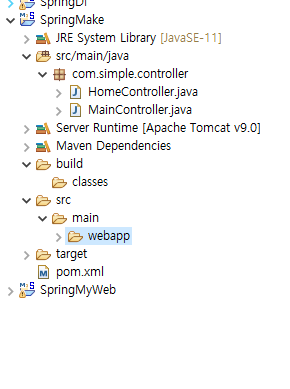 SpringDI
SpringMake
JRE System Library [JavaSE-11]
src/main/java
com.simple.controller
HomeController.java
MainController.java
Server Runtime [Apache Tomcat v9.0]
Maven Dependencies
build
classes
src
main
webapp
target
pom.xml
SpringMyWeb